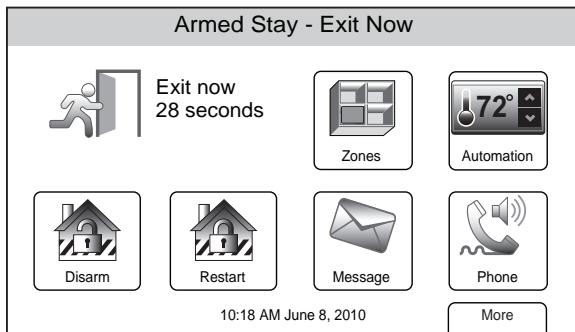 Armed Stay - Exit Now
Exit now
28 seconds
72°
Zones
Automation
Disarm
Restart
Message
Phone
10:18 AM June 8, 2010
More